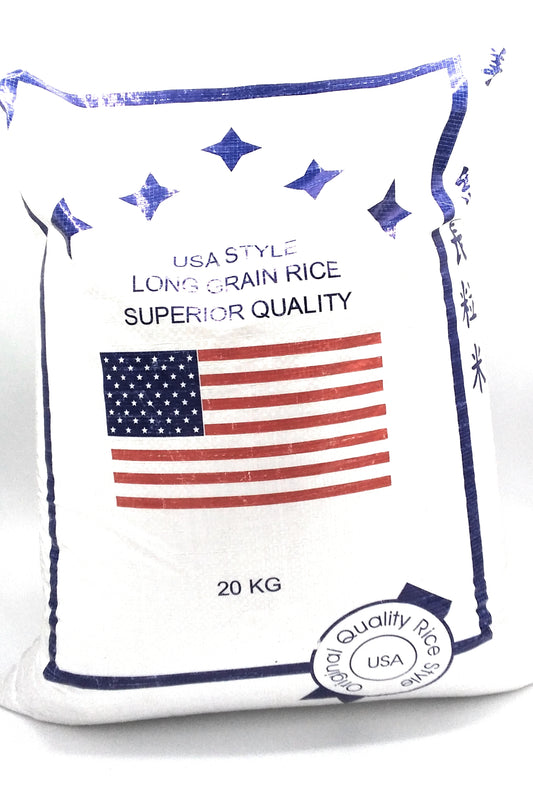 USA STYLE
LONG GRAIN RICE
SUPERIOR QUALITY
20 KG
Original Quality Rice Style
USA
長粒米